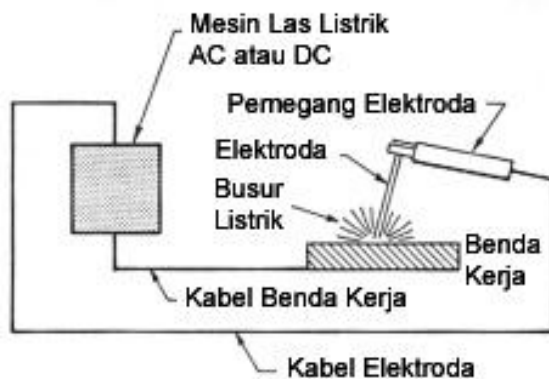 Mesin Las Listrik
AC atau DC
Pemegang Elektroda
Elektroda
Busur
Listrik
Benda
Kerja
Kabel Benda Kerja
Kabel Elektroda